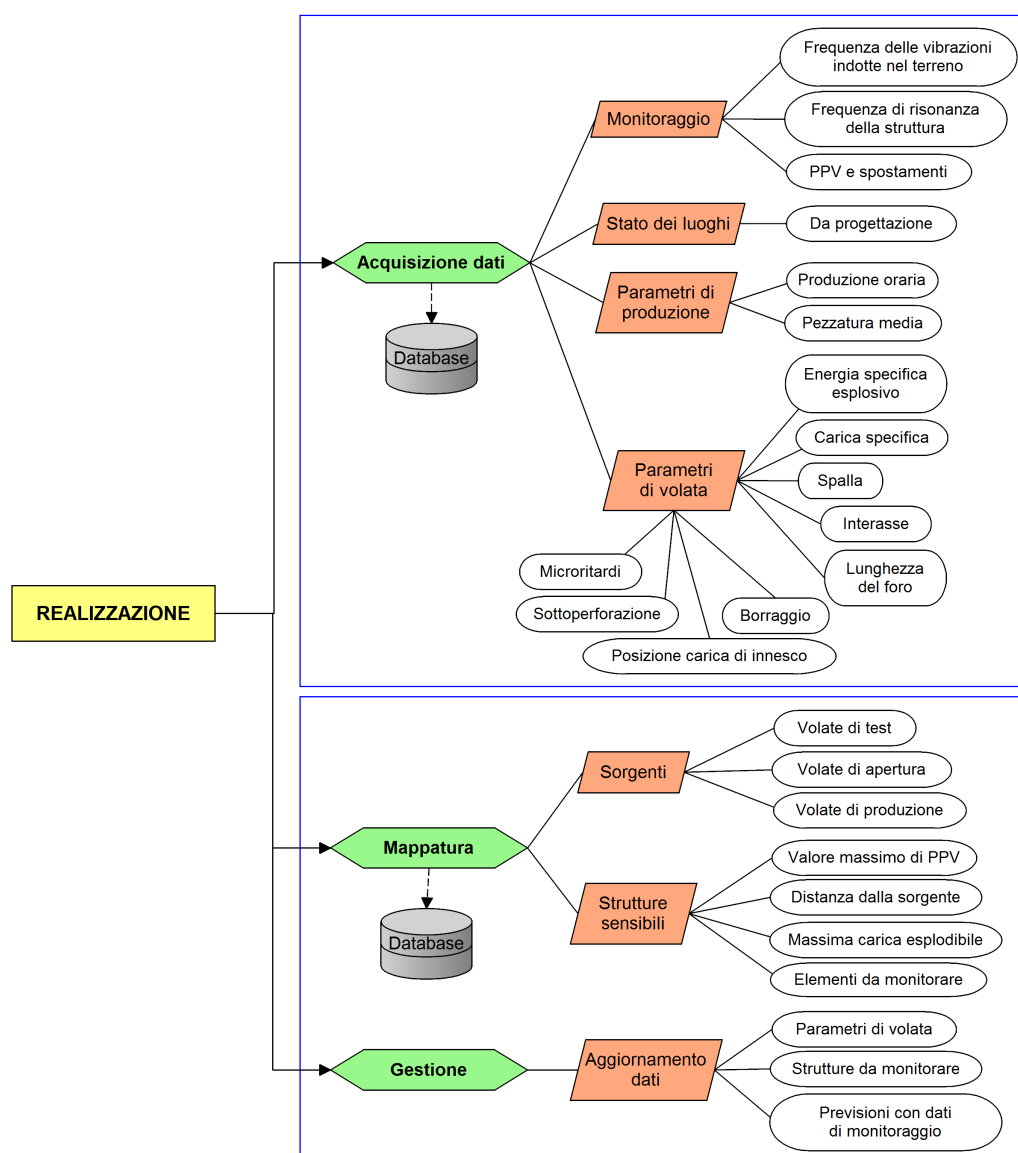 Frequenza delle vibrazioni
indotte nel terreno
Monitoraggio
Frequenza di risonanza
della struttura
PPV e spostamenti
Stato dei luoghi
Da progettazione
Acquisizione dati
Parametri di
produzione
Produzione oraria
Pezzatura media
Database
Energia specifica
esplosivo
Carica specifica
Parametri
di volata
Spalla
Interasse
Lunghezza
del foro
Microritardi
Sottoperforazione
Borraggio
Posizione carica di innesco
REALIZZAZIONE
Volate di test
Sorgenti
Volate di apertura
Volate di produzione
Mappatura
Valore massimo di PPV
Strutture
sensibili
Distanza dalla sorgente
Massima carica esplodibile
Database
Elementi da monitorare
Parametri di volata
Gestione
Aggiornamento
dati
Strutture da monitorare
Previsioni con dati
di monitoraggio